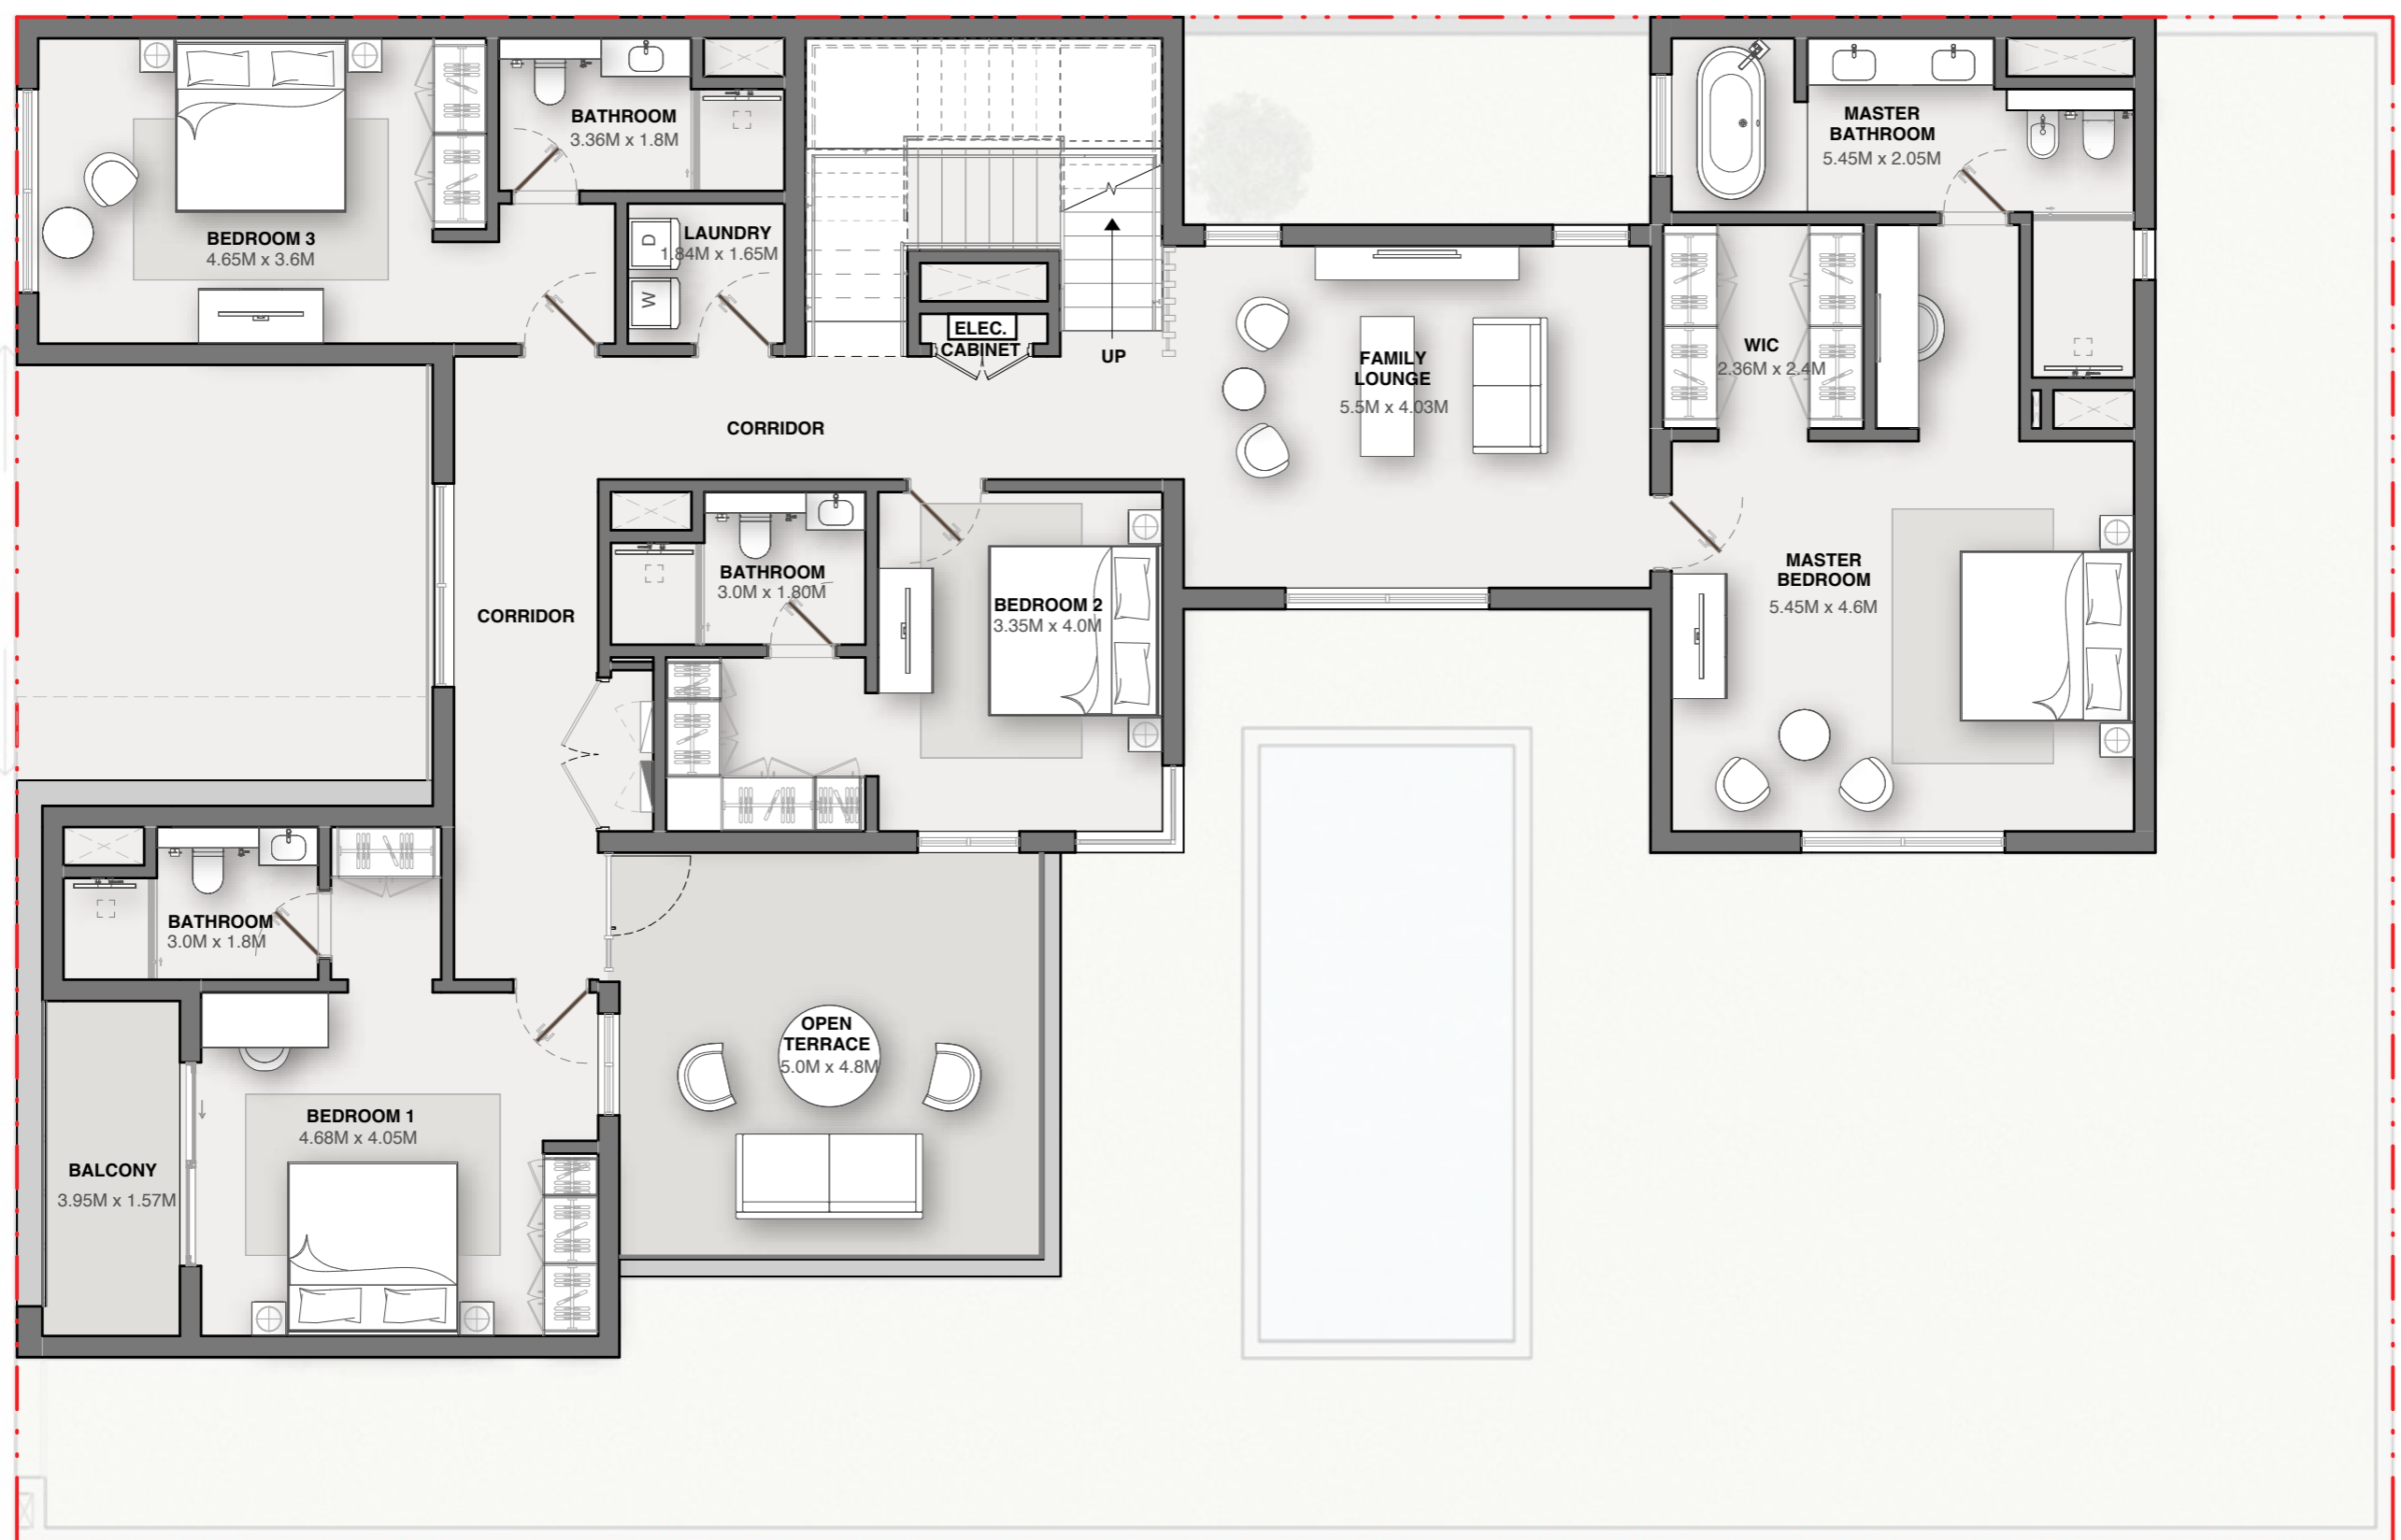 BATHROOM
3.36M x 1.8M
MASTER
BATHROOM
5.45M x 2.05M
BEDROOM 3
4.65M x 3.6M
D
LAUNDRY
1.84M x 1.65M
W
ELEC.
CABINET
UP
FAMILY
LOUNGE
5.5M x 4.03M
WIC
2.36M x 2.4M
CORRIDOR
BATHROOM
3.0M x 1.80M
BEDROOM 2
3.35M x 4.0M
MASTER
BEDROOM
5.45M x 4.6M
CORRIDOR
BATHROOM
3.0M x 1.8M
OPEN
TERRACE
5.0M x 4.8M
BEDROOM 1
4.68M x 4.05M
BALCONY
3.95M x 1.57M